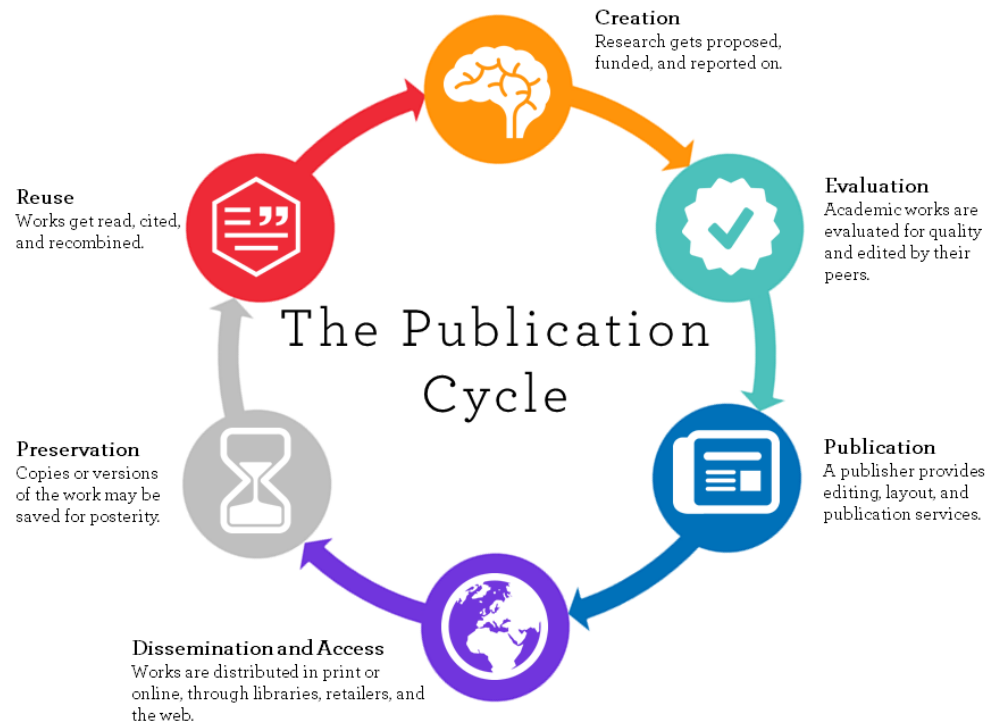 Creation
Research gets proposed,
funded, and reported on.
Evaluation
Academic works are
evaluated for quality
and edited by their
peers.
Publication
A publisher provides
editing, layout, and
publication services.
Dissemination and Access
Works are distributed in print or
online, through libraries, retailers, and
the web.
Preservation
Copies or versions
of the work may be
saved for posterity.
Reuse
Works get read, cited,
and recombined.
The Publication
Cycle